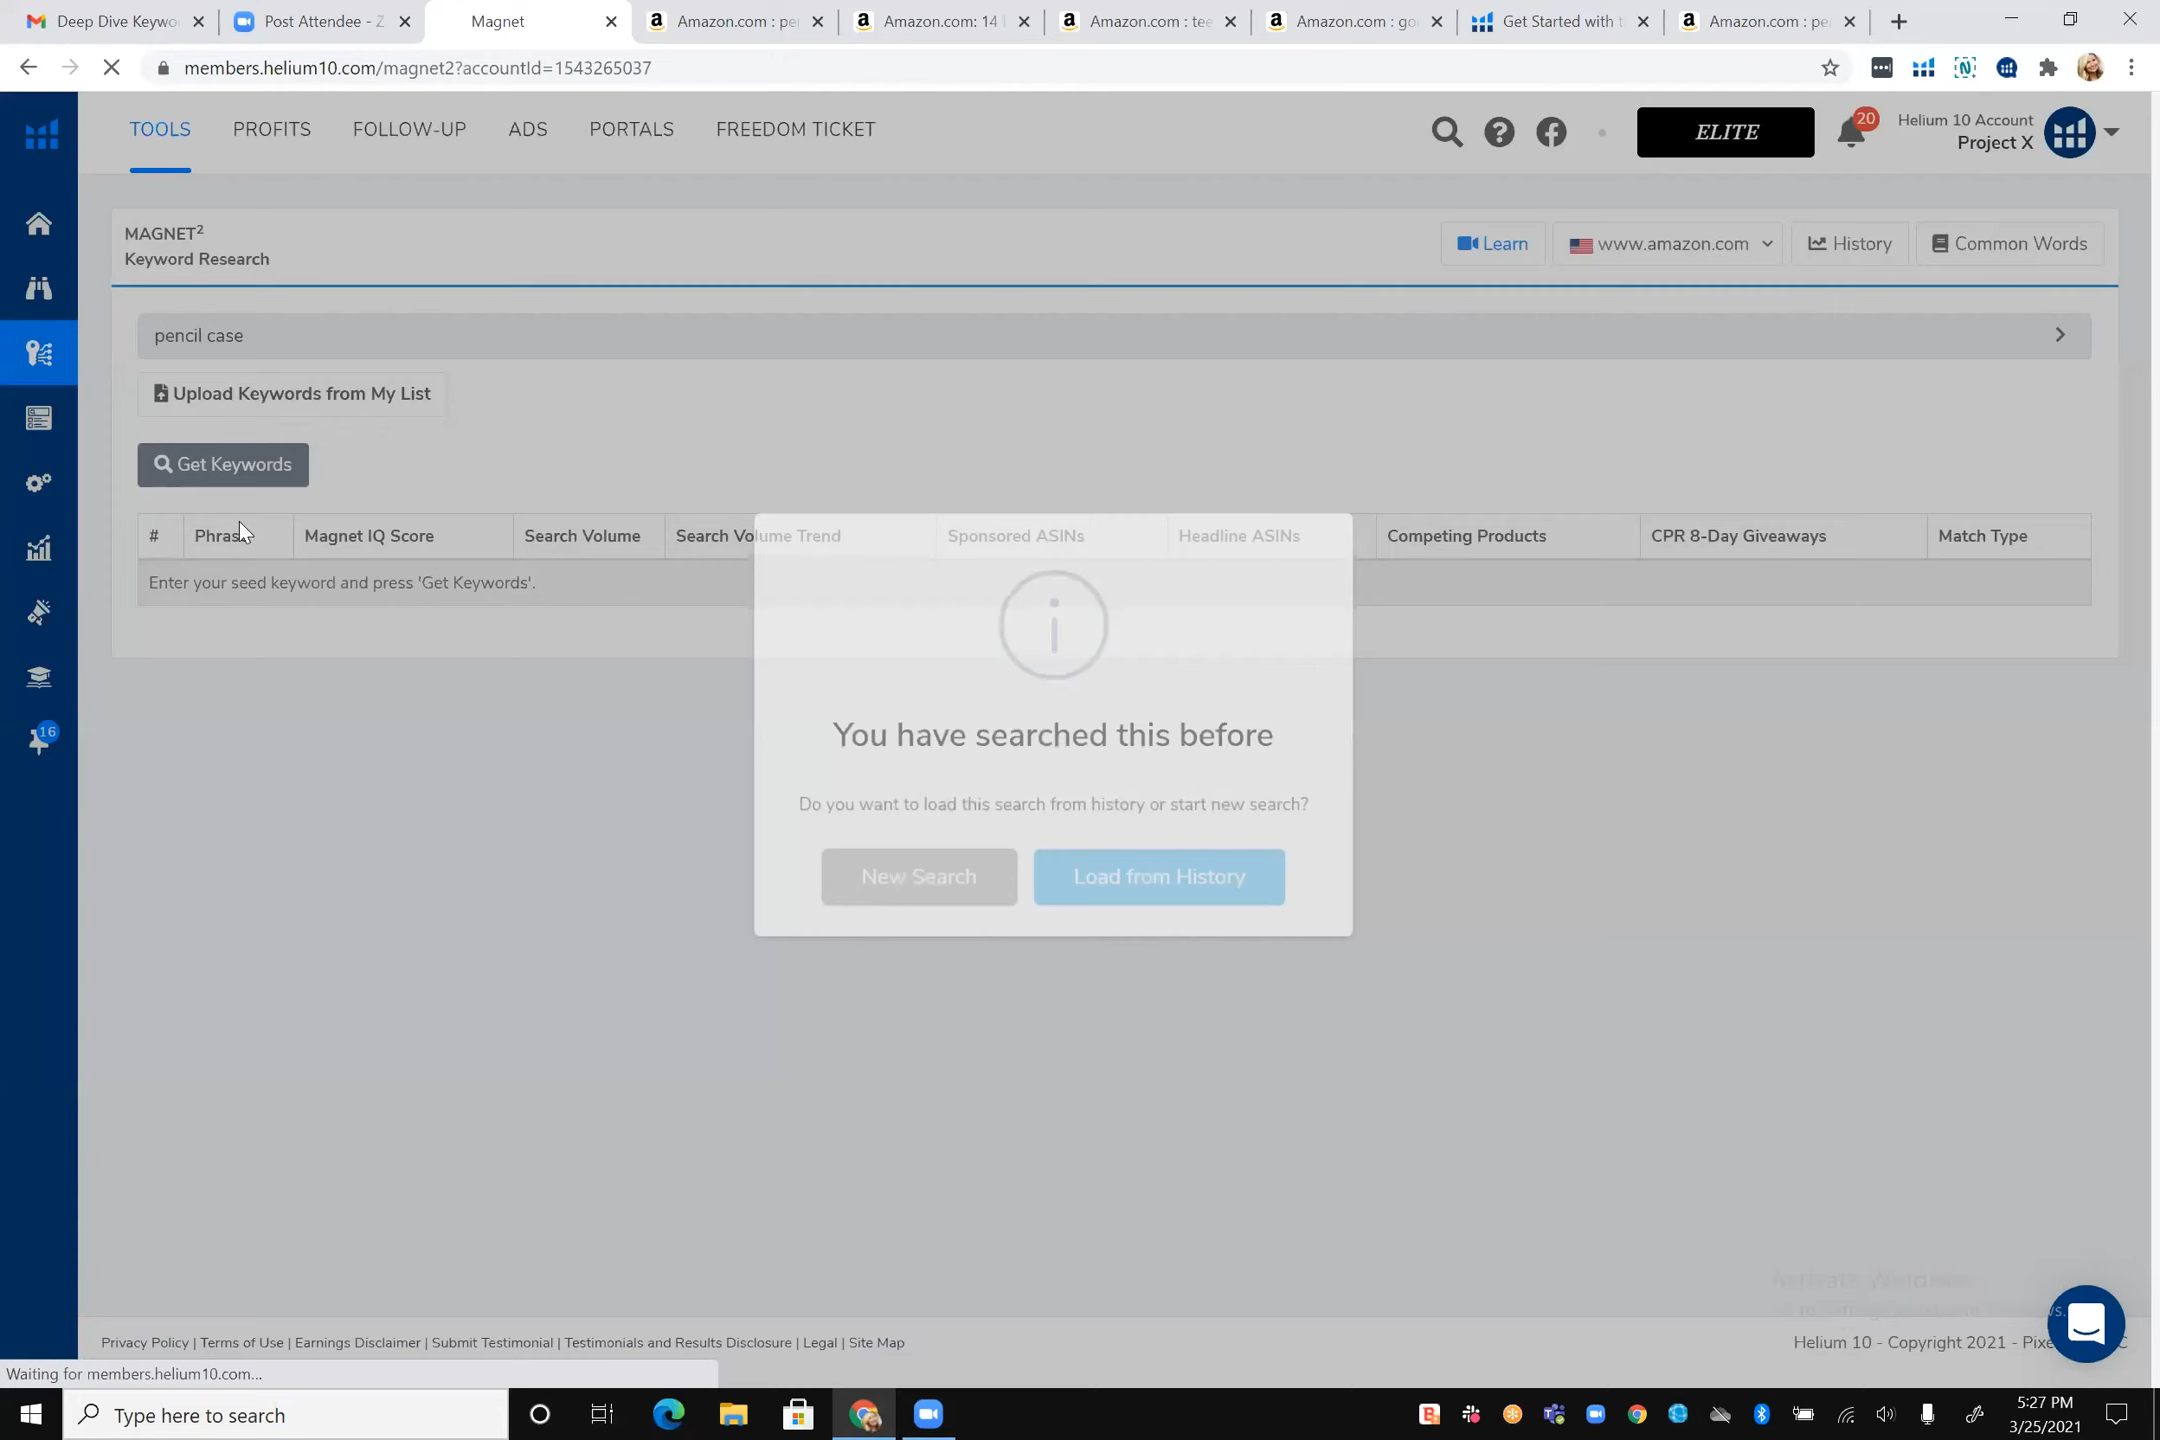 Deep Dive Keywo
Post Attendee - Z
Magnet
Amazon.com : pe
Amazon.com: 14
Amazon.com : tee
Amazon.com : go
Get Started with t
Amazon.com : pe
members.helium10.com/magnet2?accountId=1543265037
TOOLS
PROFITS
FOLLOW-UP
ADS
PORTALS
FREEDOM TICKET
ELITE
20
Helium 10 Account
Project X
MAGNET²
Keyword Research
Learn
www.amazon.com
History
Common Words
pencil case
Upload Keywords from My List
Get Keywords
# Phras Magnet IQ Score Search Volume Search Volume Trend Sponsored ASINs Headline ASINs Competing Products CPR 8-Day Giveaways Match Type
Enter your seed keyword and press 'Get Keywords'.
You have searched this before
Do you want to load this search from history or start new search?
New Search
Load from History
16
Activate Windows
Privacy Policy | Terms of Use | Earnings Disclaimer | Submit Testimonial | Testimonials and Results Disclosure | Legal | Site Map
Helium 10 - Copyright 2021 - Pixe
Waiting for members.helium10.com...
Type here to search
5:27 PM
3/25/2021